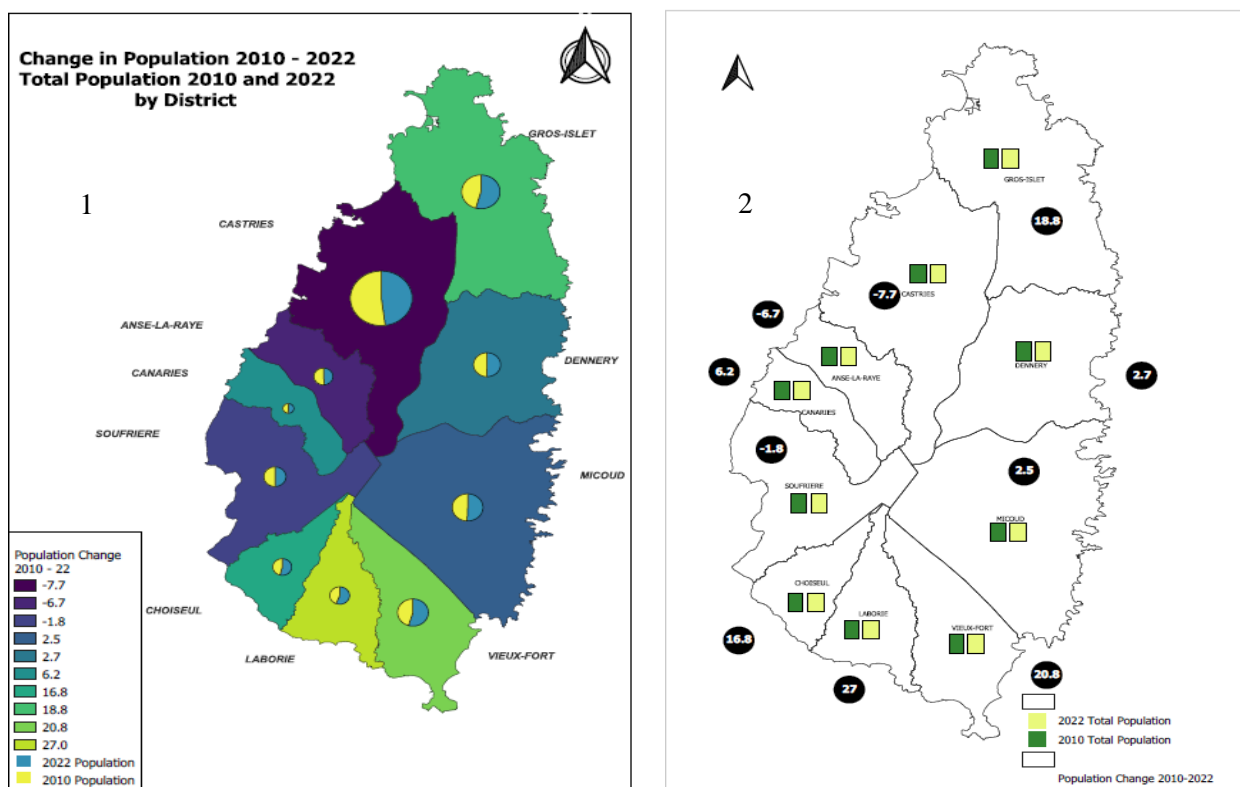 Change in Population 2010 - 2022
Total Population 2010 and 2022
by District
1
GROS-ISLET
CASTRIES
ANSE-LA-RAYE
CANARIES
DENNERY
SOUFRIERE
MICOUD
CHOISEUL
LABORIE
VIEUX-FORT
Population Change
2010 - 22
-7.7
-6.7
-1.8
2.5
2.7
6.2
16.8
18.8
20.8
27.0
2022 Population
2010 Population
2
GROS-ISLET
18.8
CASTRIES
-7.7
-6.7
ANSE-LA-RAYE
DENNERY
2.7
6.2
CANARIES
-1.8
2.5
SOUFRIERE
MICOUD
CHOISEUL
LABORIE
VIEUX-FORT
16.8
27
20.8
2022 Total Population
2010 Total Population
Population Change 2010-2022